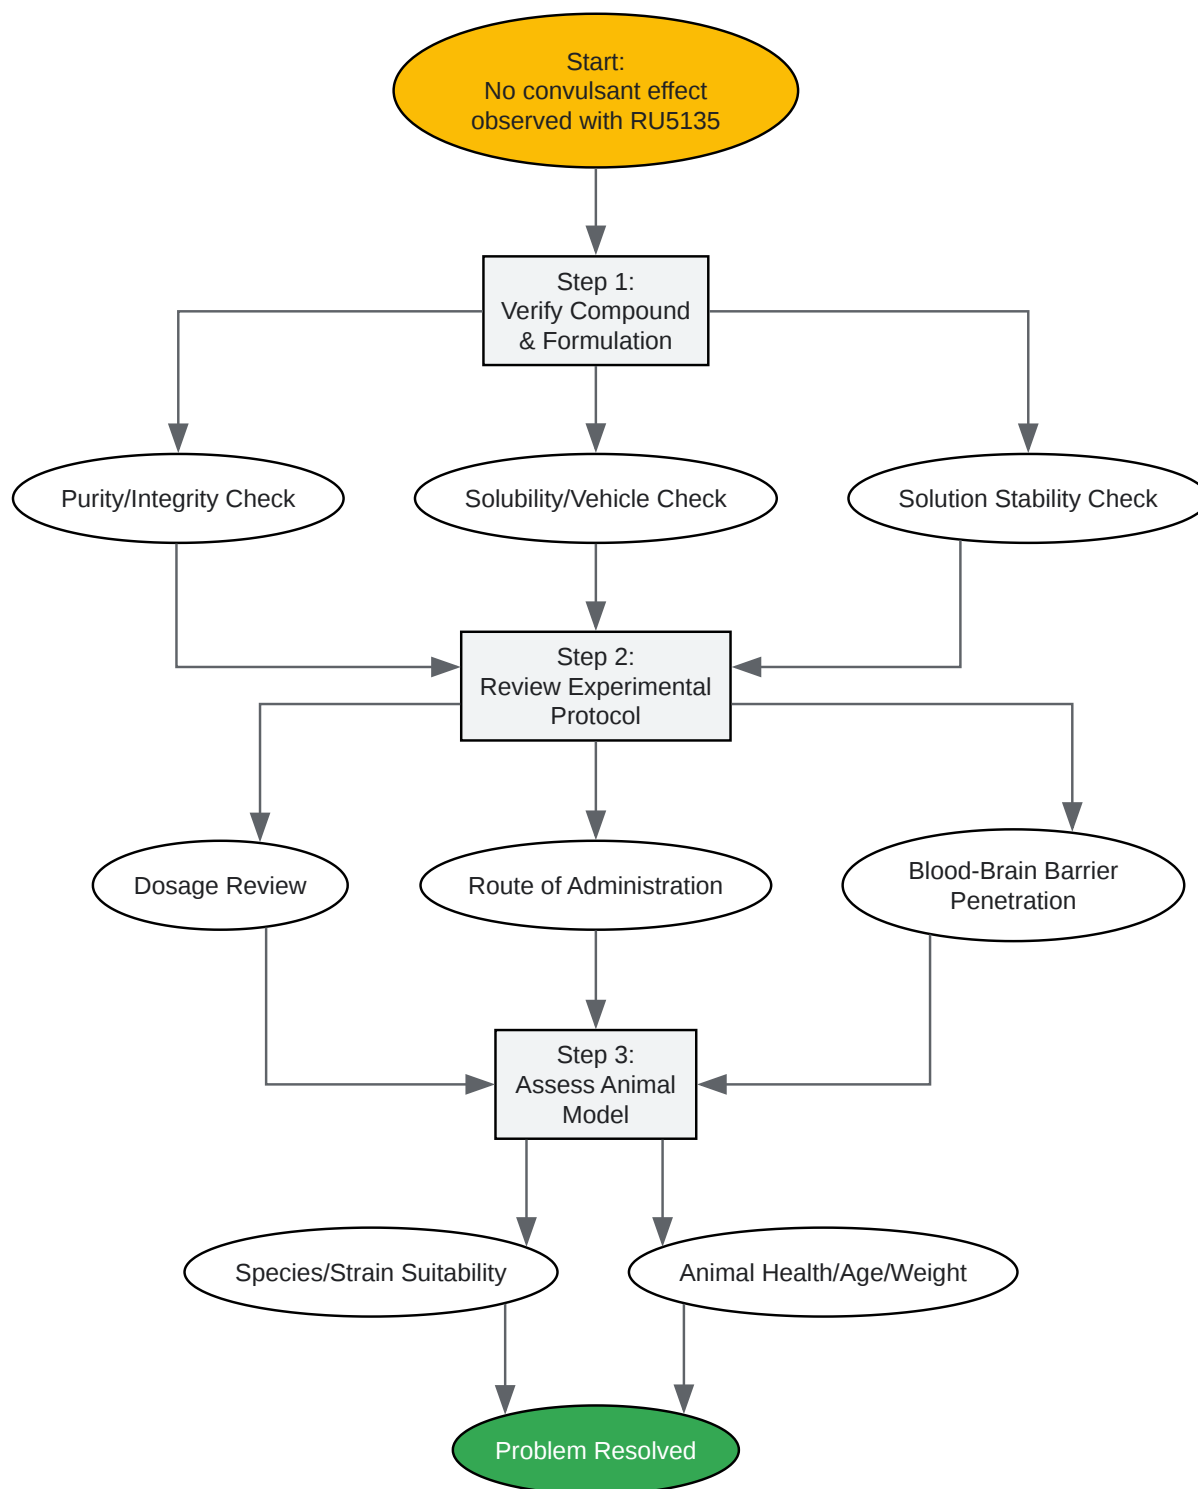 Start:
No convulsant effect
observed with RU5135
Step 1:
Verify Compound
& Formulation
Purity/Integrity Check
Solubility/Vehicle Check
Solution Stability Check
Step 2:
Review Experimental
Protocol
Dosage Review
Route of Administration
Blood-Brain Barrier
Penetration
Step 3:
Assess Animal
Model
Species/Strain Suitability
Animal Health/Age/Weight
Problem Resolved